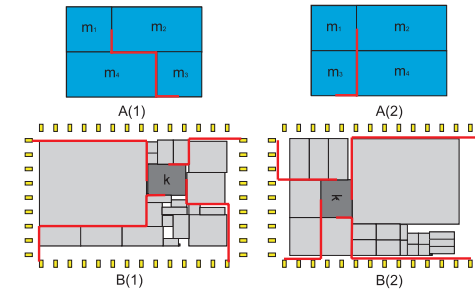 m₁ m₂
m₄ m₃
A(1)
m₁ m₂
m₃ m₄
A(2)
k
B(1)
k
B(2)